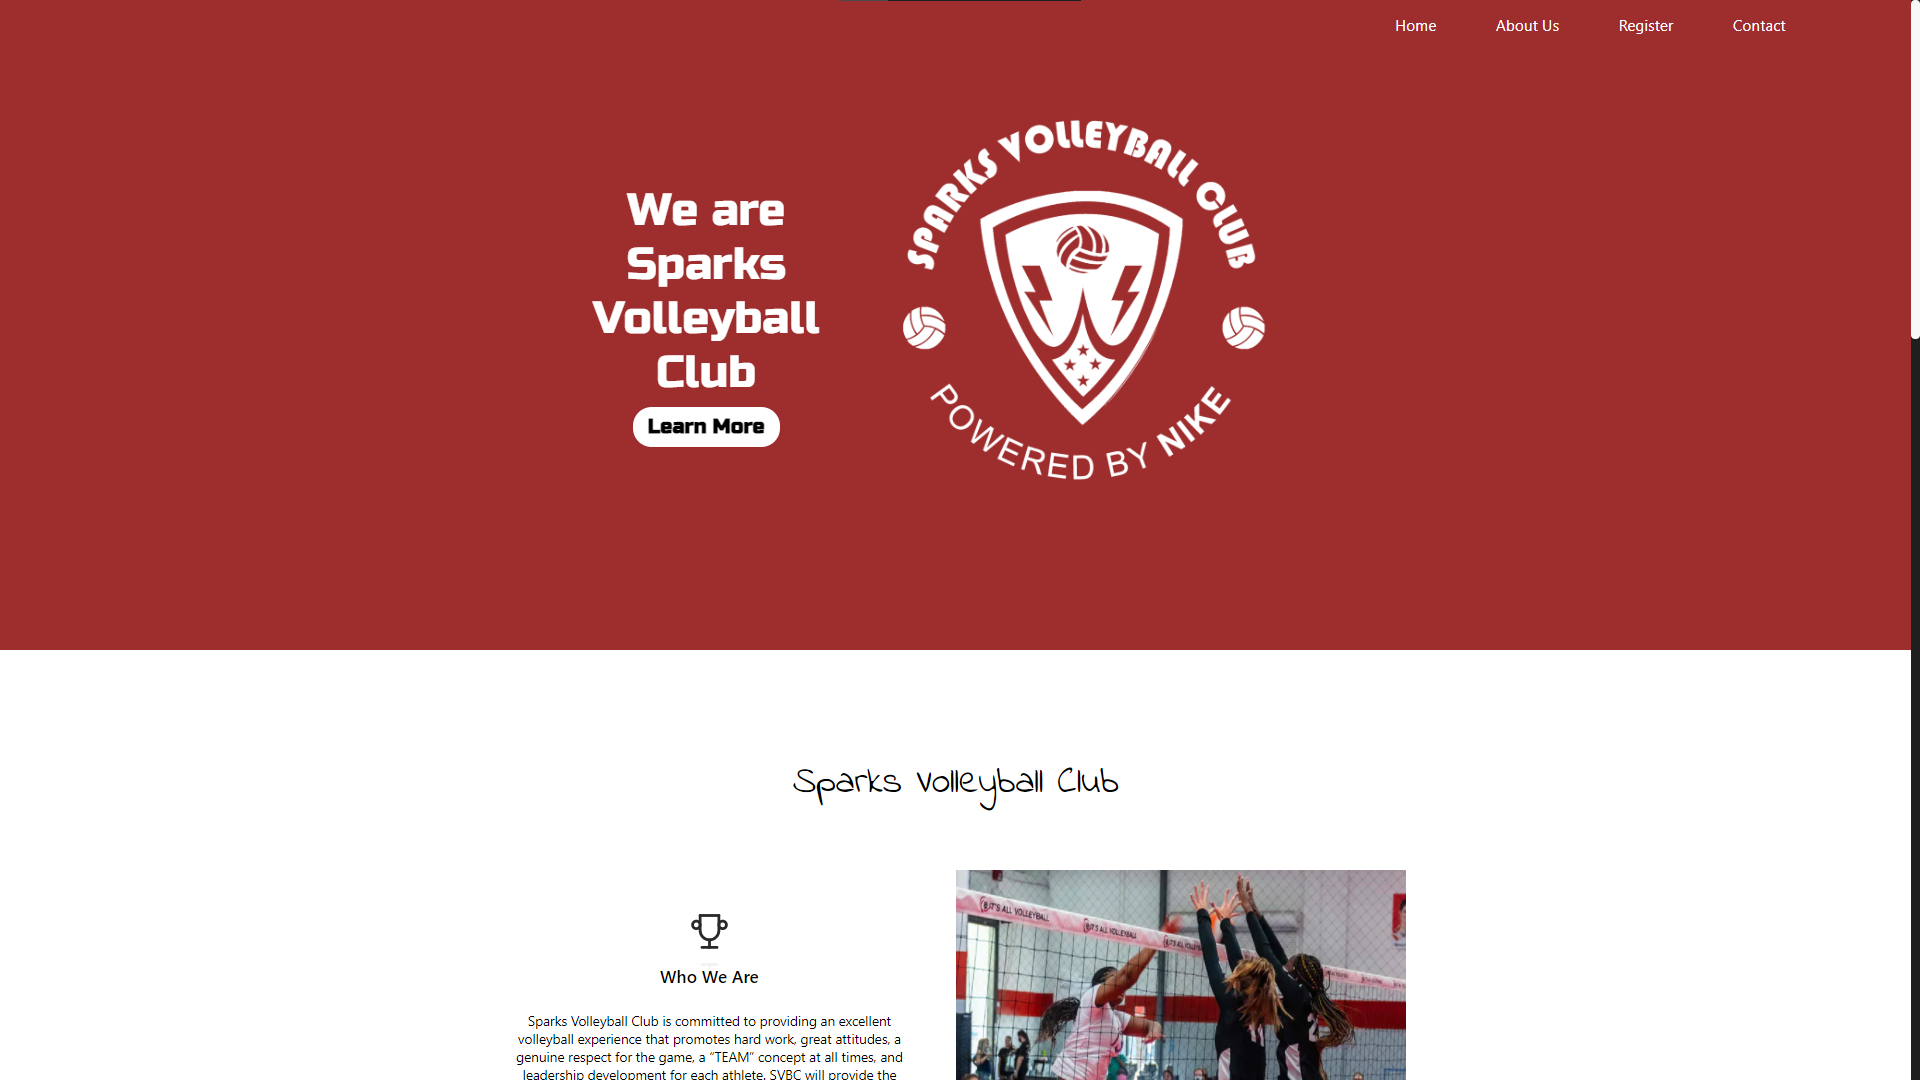 Home About Us Register Contact
SPARKS VOLLEYBALL CLUB
POWERED BY NIKE
We are
Sparks
Volleyball
Club
Learn More
Sparks Volleyball Club
Who We Are
Sparks Volleyball Club is committed to providing an excellent
volleyball experience that promotes hard work, great attitudes, a
genuine respect for the game, a “TEAM” concept at all times, and
leadership development for each athlete. SVBC will provide the
IT'S ALL VOLLEYBALL
IT'S ALL VOLLEYBALL